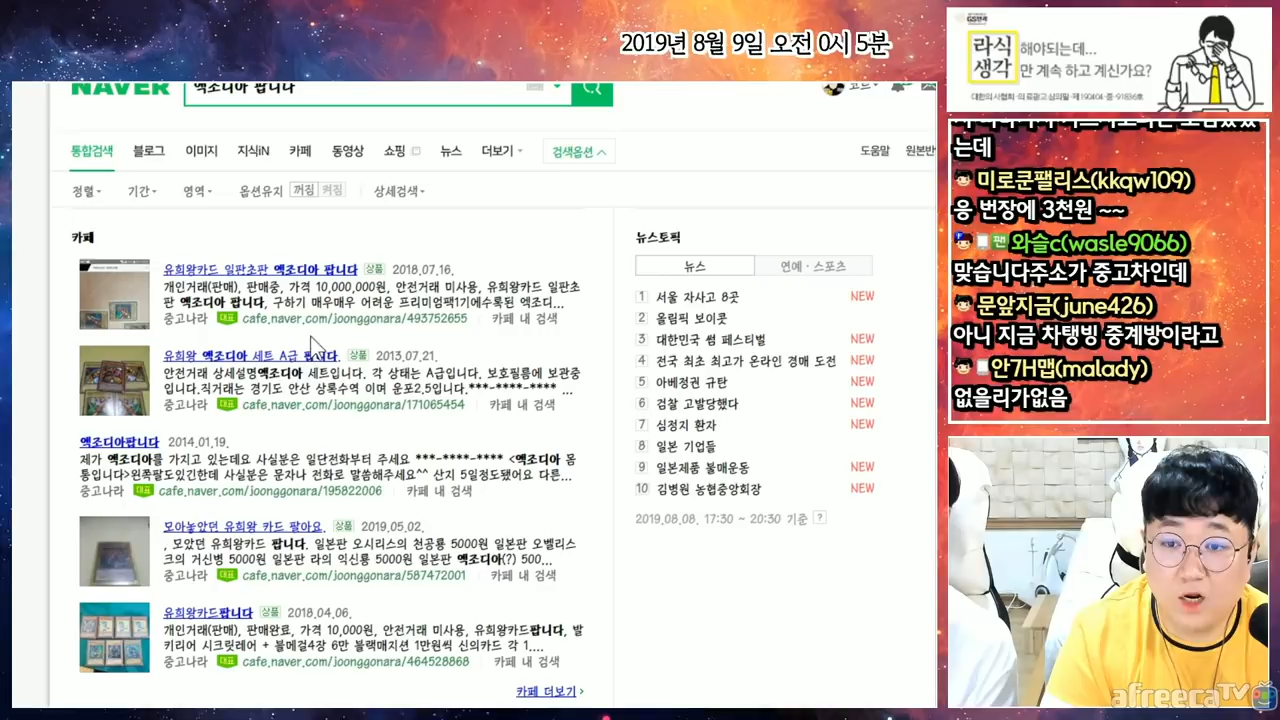 2019년 8월 9일 오전 0시 5분
NAVER
엑조디아 팝니다
통합검색 블로그 이미지 지식iN 카페 동영상 쇼핑 뉴스 더보기 검색옵션
도움말 원본반
정렬 기간 영역 옵션유지 꺼짐 켜짐 상세검색
카페
유희왕카드 일판초판 엑조디아 팝니다 상품 2018.07.16.
개인거래(판매), 판매중, 가격 10,000,000원, 안전거래 미사용, 유희왕카드 일판초
판 엑조디아 팝니다, 구하기 매우매우 어려운 프리미엄팩1기에수록된 엑조디...
중고나라 대표 cafe.naver.com/joonggonara/493752655 카페 내 검색
유희왕 엑조디아 세트 A급 팝니다. 상품 2013.07.21.
안전거래 상세설명엑조디아세트입니다. 각 상태는 A급입니다. 보호필름에 보관중
입니다.직거래는 경기도 안산 상록수역 이며 운포2.5입니다.***-****-**** ...
중고나라 대표 cafe.naver.com/joonggonara/171065454 카페 내 검색
엑조디아팝니다 2014.01.19.
제가 엑조디아를 가지고 있는데요 사실분은 일단전화부터 주세요 ***-****-**** <엑조디아 몸
통입니다>왼쪽팔도있긴한데 사실분은 문자나 전화로 말씀해주세요^^ 산지 5일정도됐어요 다른...
중고나라 대표 cafe.naver.com/joonggonara/195822006 카페 내 검색
모아놓았던 유희왕 카드 팔아요. 상품 2019.05.02.
, 모았던 유희왕카드 팝니다. 일본판 오시리스의 천공룡 5000원 일본판 오벨리스
크의 거신병 5000원 일본판 라의 익신룡 5000원 일본판 엑조디아(?) 500...
중고나라 대표 cafe.naver.com/joonggonara/587472001 카페 내 검색
유희왕카드팝니다 상품 2018.04.06.
개인거래(판매), 판매완료, 가격 10,000원, 안전거래 미사용, 유희왕카드팝니다, 발
키리어 시크릿레어 + 블메걸4장 6만 블랙매지션 1만원씩 신의카드 각 1....
중고나라 대표 cafe.naver.com/joonggonara/464528868 카페 내 검색
카페 더보기
뉴스토픽
뉴스 연예·스포츠
1 서울 자사고 8곳 NEW
2 올림픽 보이콧
3 대한민국 썸 페스티벌 NEW
4 전국 최초 최고가 온라인 경매 도전 NEW
5 아베정권 규탄 NEW
6 검찰 고발당했다 NEW
7 심정지 환자 NEW
8 일본 기업들
9 일본제품 불매운동 NEW
10 김병원 농협중앙회장 NEW
2019.08.08. 17:30 ~ 20:30 기준 ?
GS안과
라식 생각
해야되는데...
만 계속 하고 계신가요?
는데
미로쿤팰리스(kkqw109)
응 번장에 3천원 ~~
팬 와슬c(wasle9066)
맞습니다주소가 중고차인데
문앞지금(june426)
아니 지금 차탱빙 중계방이라고
안7H맵(malady)
없을리가없음
afreecaTV